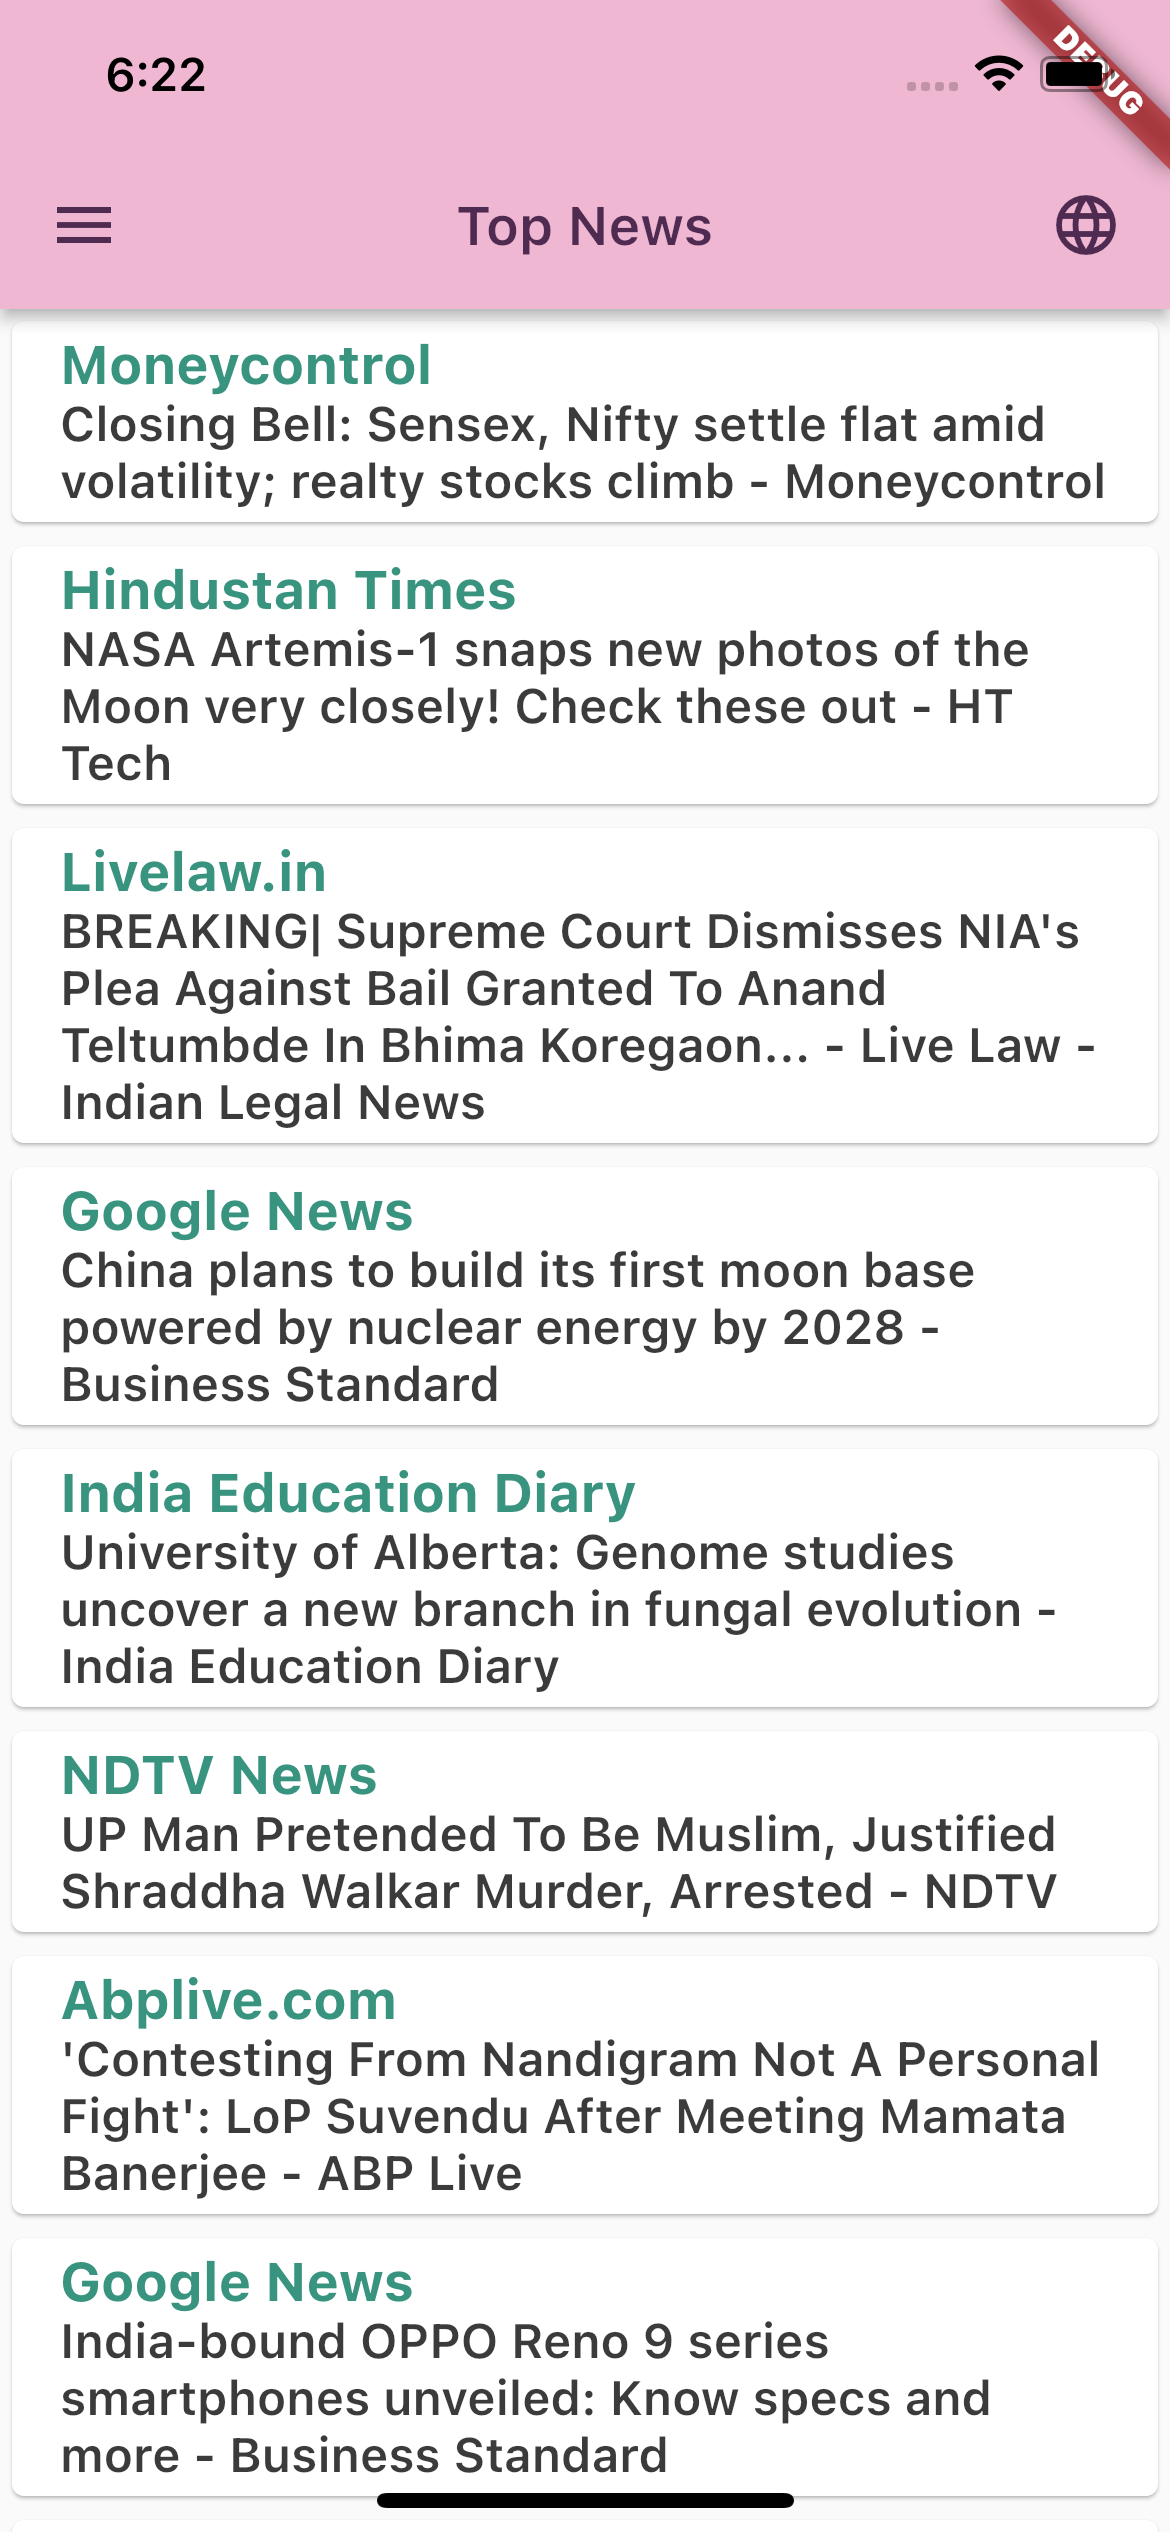 6:22
DEBUG
Top News
Moneycontrol
Closing Bell: Sensex, Nifty settle flat amid
volatility; realty stocks climb - Moneycontrol
Hindustan Times
NASA Artemis-1 snaps new photos of the
Moon very closely! Check these out - HT
Tech
Livelaw.in
BREAKING| Supreme Court Dismisses NIA's
Plea Against Bail Granted To Anand
Teltumbde In Bhima Koregaon... - Live Law -
Indian Legal News
Google News
China plans to build its first moon base
powered by nuclear energy by 2028 -
Business Standard
India Education Diary
University of Alberta: Genome studies
uncover a new branch in fungal evolution -
India Education Diary
NDTV News
UP Man Pretended To Be Muslim, Justified
Shraddha Walkar Murder, Arrested - NDTV
Abplive.com
'Contesting From Nandigram Not A Personal
Fight': LoP Suvendu After Meeting Mamata
Banerjee - ABP Live
Google News
India-bound OPPO Reno 9 series
smartphones unveiled: Know specs and
more - Business Standard